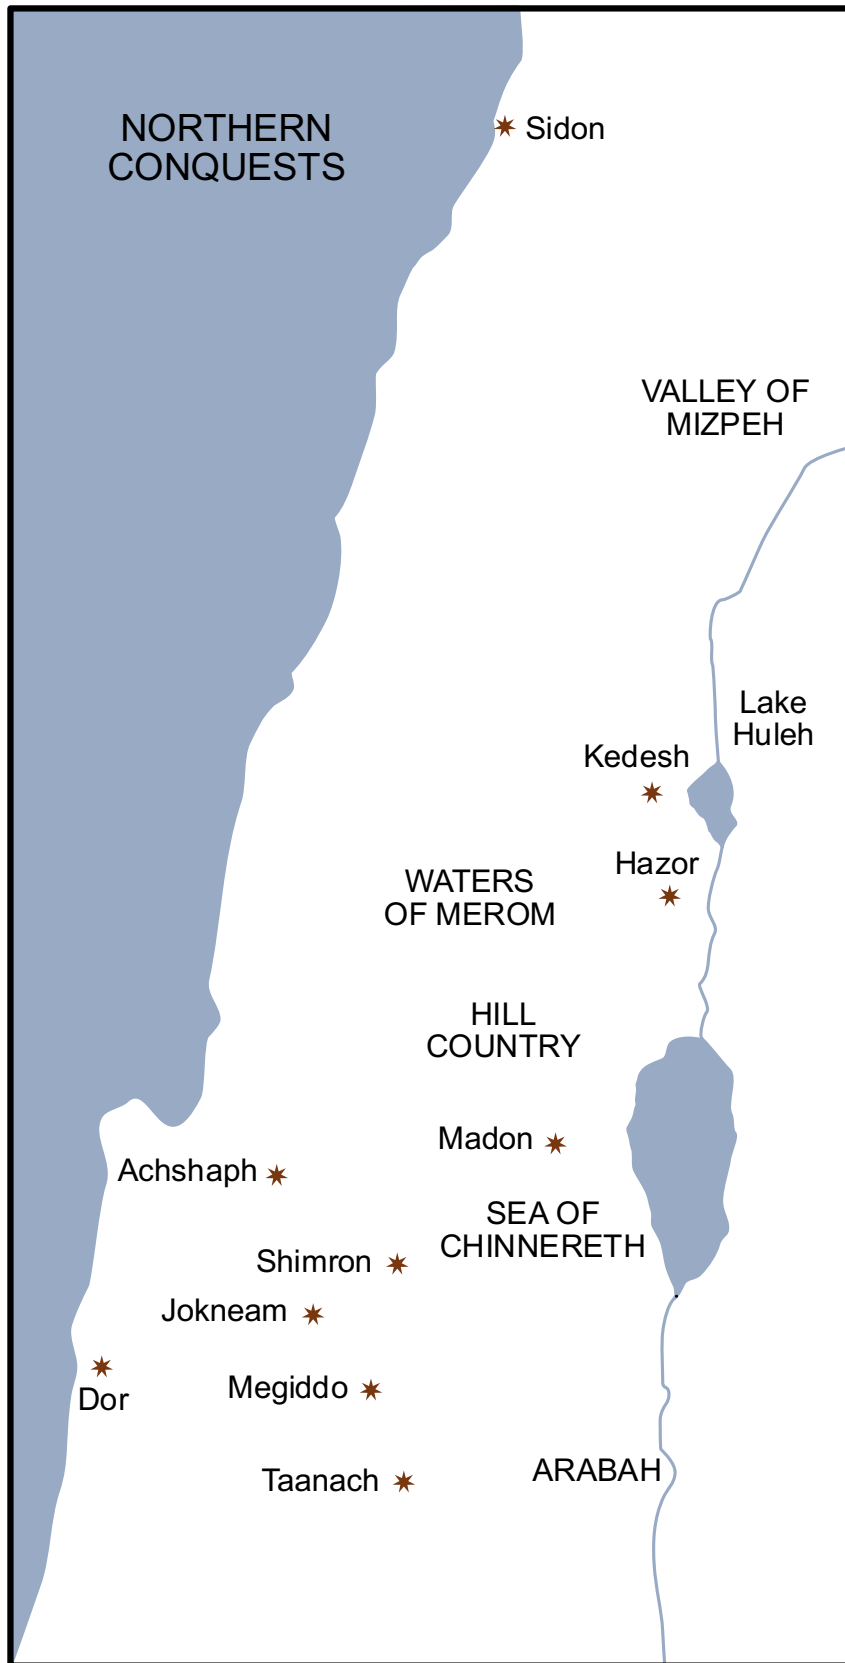 NORTHERN
CONQUESTS
Sidon
VALLEY OF
MIZPEH
Lake
Huleh
Kedesh
Hazor
WATERS
OF MEROM
HILL
COUNTRY
Madon
Achshaph
SEA OF
CHINNERETH
Shimron
Jokneam
Megiddo
Dor
Taanach
ARABAH